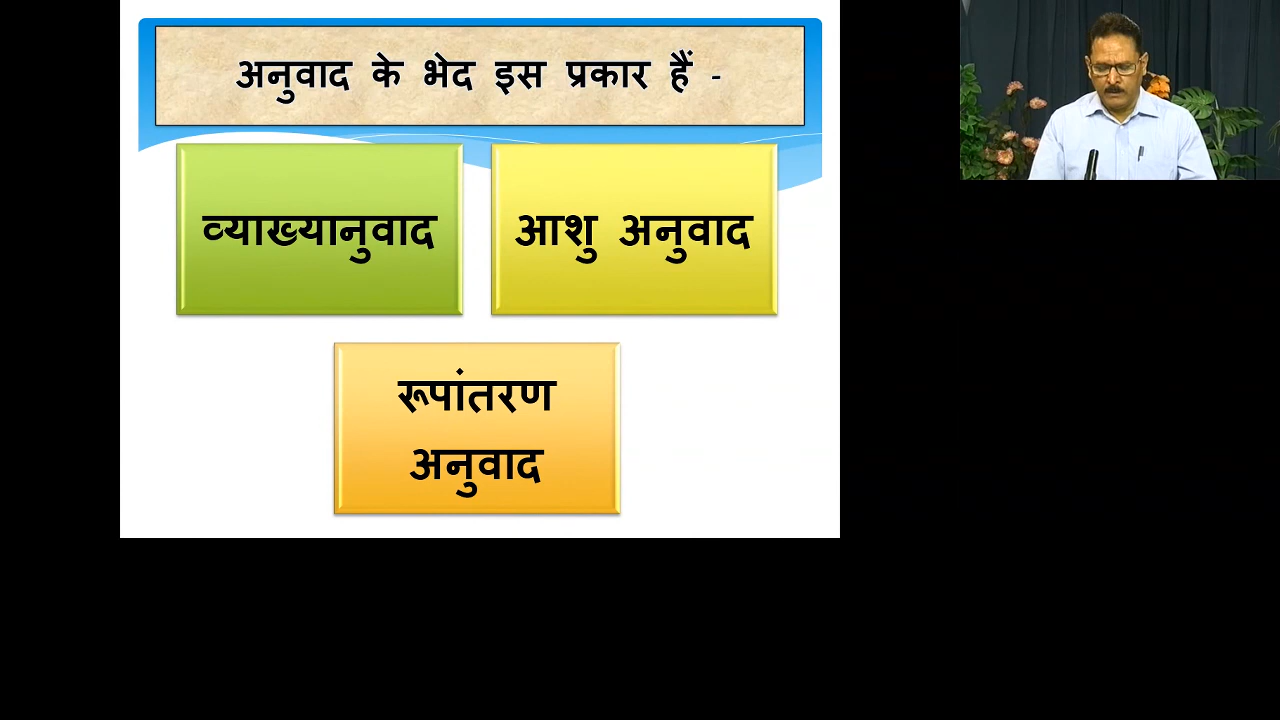 अनुवाद के भेद इस प्रकार हैं -
व्याख्यानुवाद
आशु अनुवाद
रूपांतरण
अनुवाद